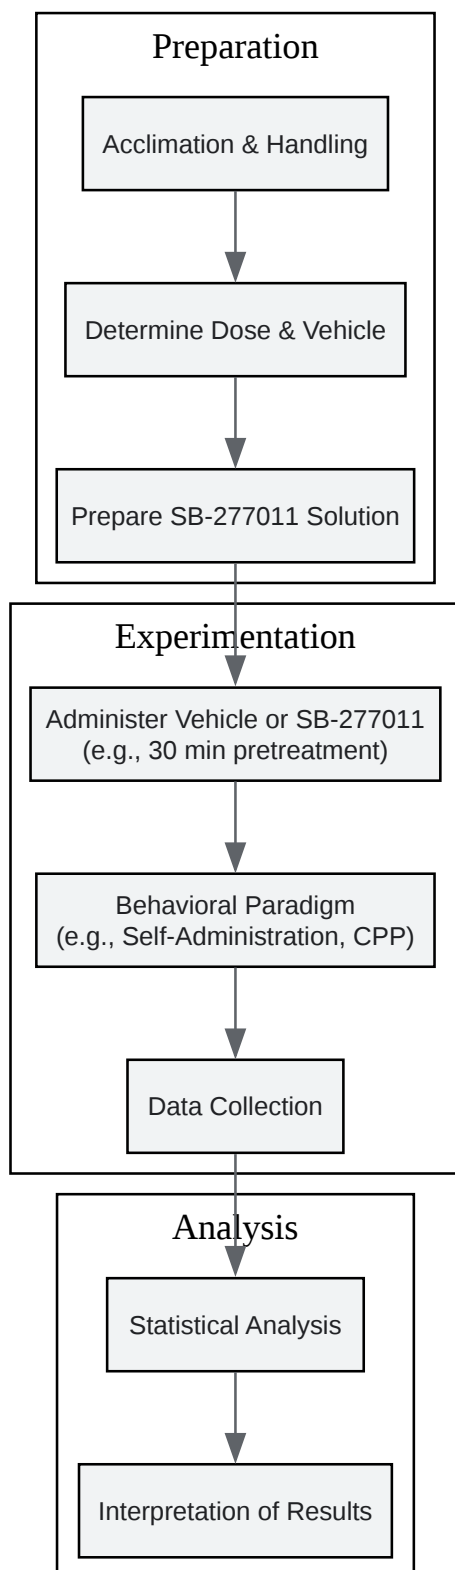 Preparation
Acclimation & Handling
Determine Dose & Vehicle
Prepare SB-277011 Solution
Experimentation
Administer Vehicle or SB-277011
(e.g., 30 min pretreatment)
Behavioral Paradigm
(e.g., Self-Administration, CPP)
Data Collection
Analysis
Statistical Analysis
Interpretation of Results